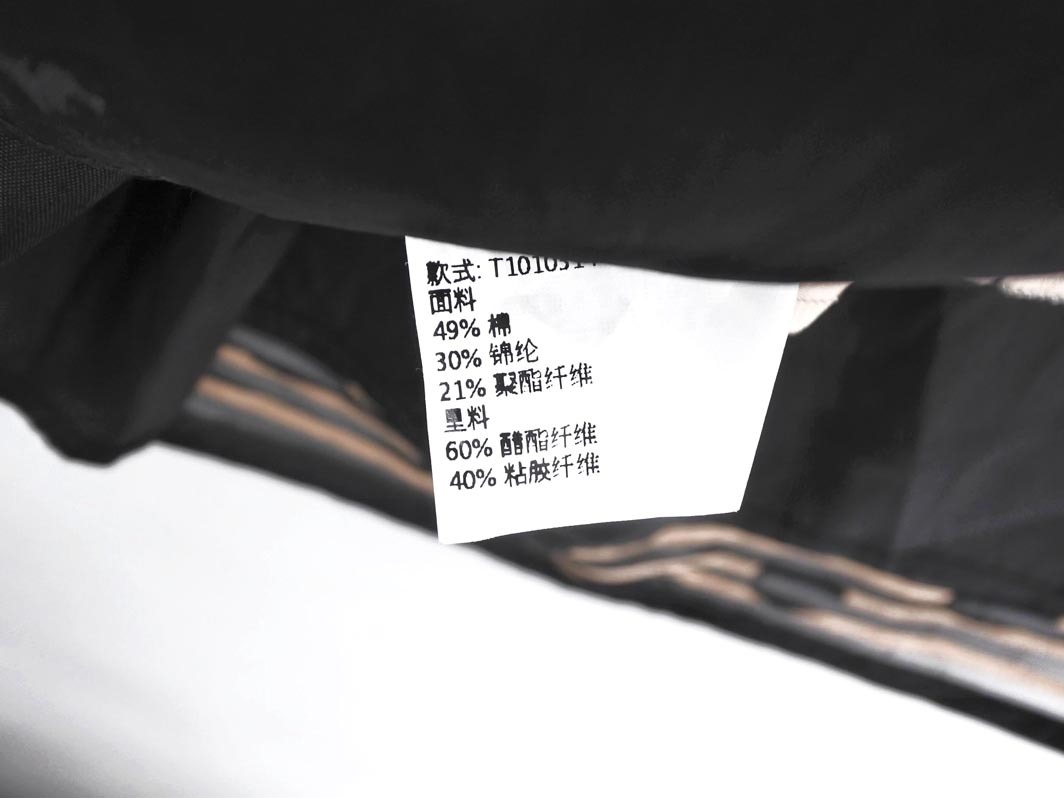 款式: T101031
面料
49% 棉
30% 锦纶
21% 聚酯纤维
里料
60% 醋酯纤维
40% 粘胶纤维